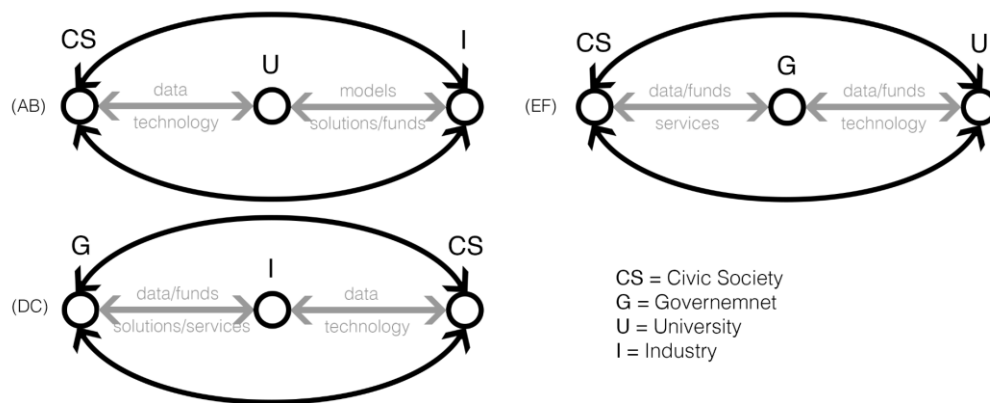 CS
U
I
(AB)
data
technology
models
solutions/funds
CS
G
U
(EF)
data/funds
services
data/funds
technology
G
I
CS
(DC)
data/funds
solutions/services
data
technology
CS = Civic Society
G = Governemnet
U = University
I = Industry